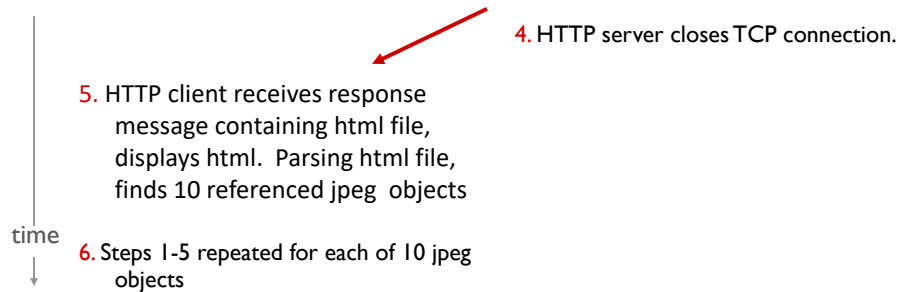 4. HTTP server closes TCP connection.
5. HTTP client receives response
message containing html file,
displays html. Parsing html file,
finds 10 referenced jpeg objects
time
6. Steps 1-5 repeated for each of 10 jpeg
objects